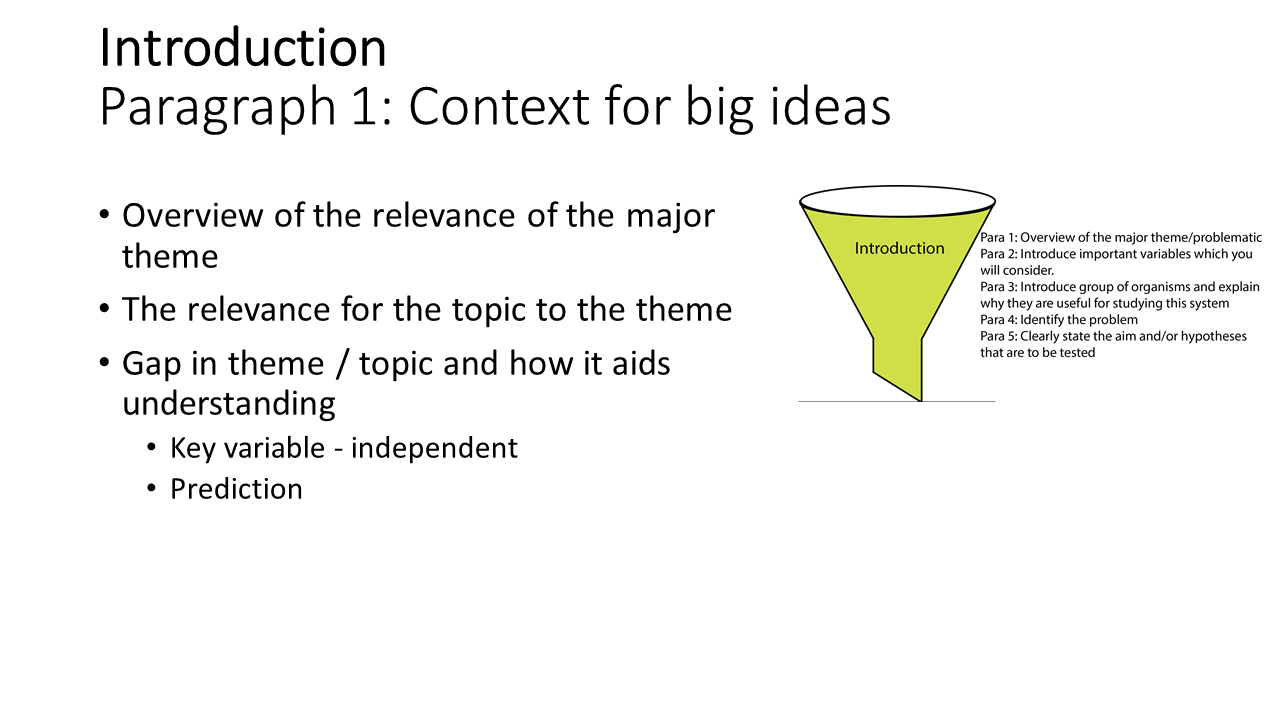 Introduction
Paragraph 1: Context for big ideas
• Overview of the relevance of the major
theme
• The relevance for the topic to the theme
• Gap in theme / topic and how it aids
understanding
• Key variable - independent
• Prediction
Introduction
Para 1: Overview of the major theme/problematic
Para 2: Introduce important variables which you
will consider.
Para 3: Introduce group of organisms and explain
why they are useful for studying this system
Para 4: Identify the problem
Para 5: Clearly state the aim and/or hypotheses
that are to be tested